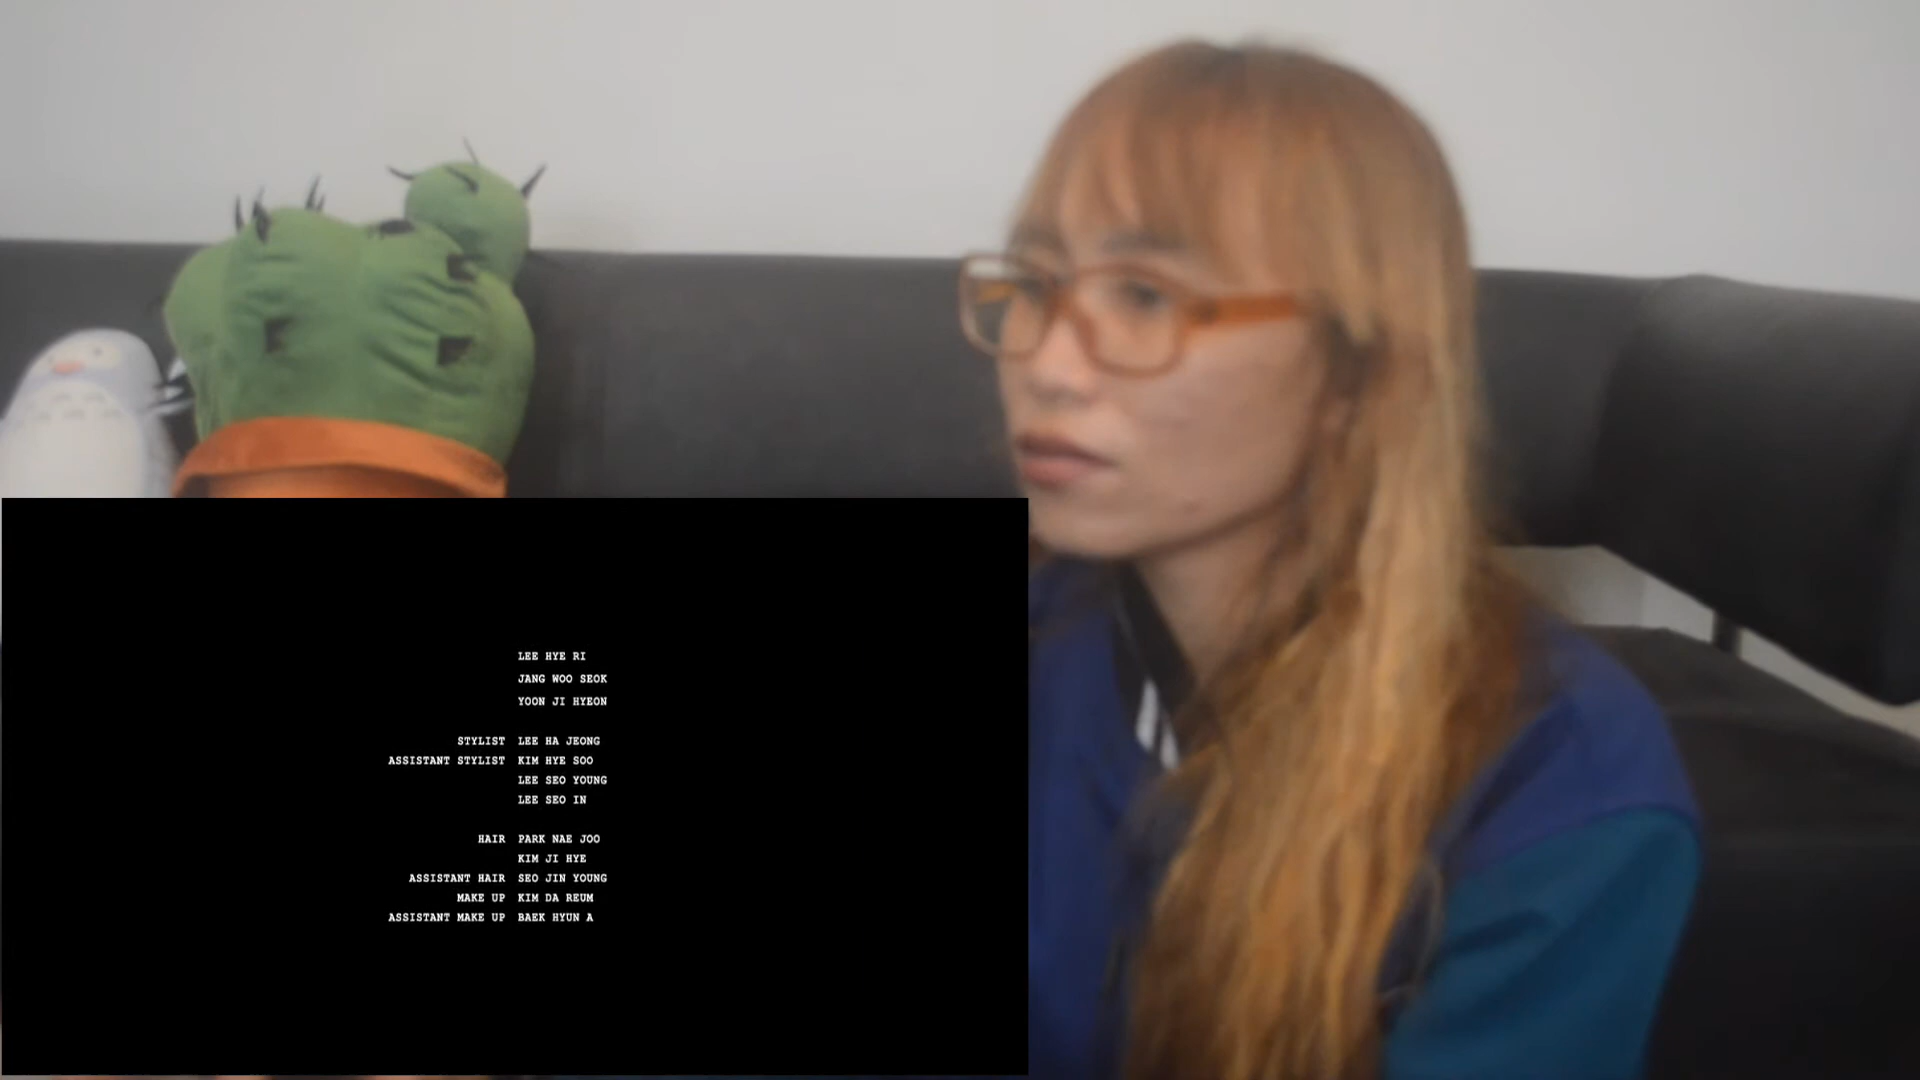 LEE HYE RI
JANG WOO SEOK
YOON JI HYEON
STYLIST LEE HA JEONG
ASSISTANT STYLIST KIM HYE SOO
LEE SEO YOUNG
LEE SEO IN
HAIR PARK NAE JOO
KIM JI HYE
ASSISTANT HAIR SEO JIN YOUNG
MAKE UP KIM DA REUM
ASSISTANT MAKE UP BAEK HYUN A